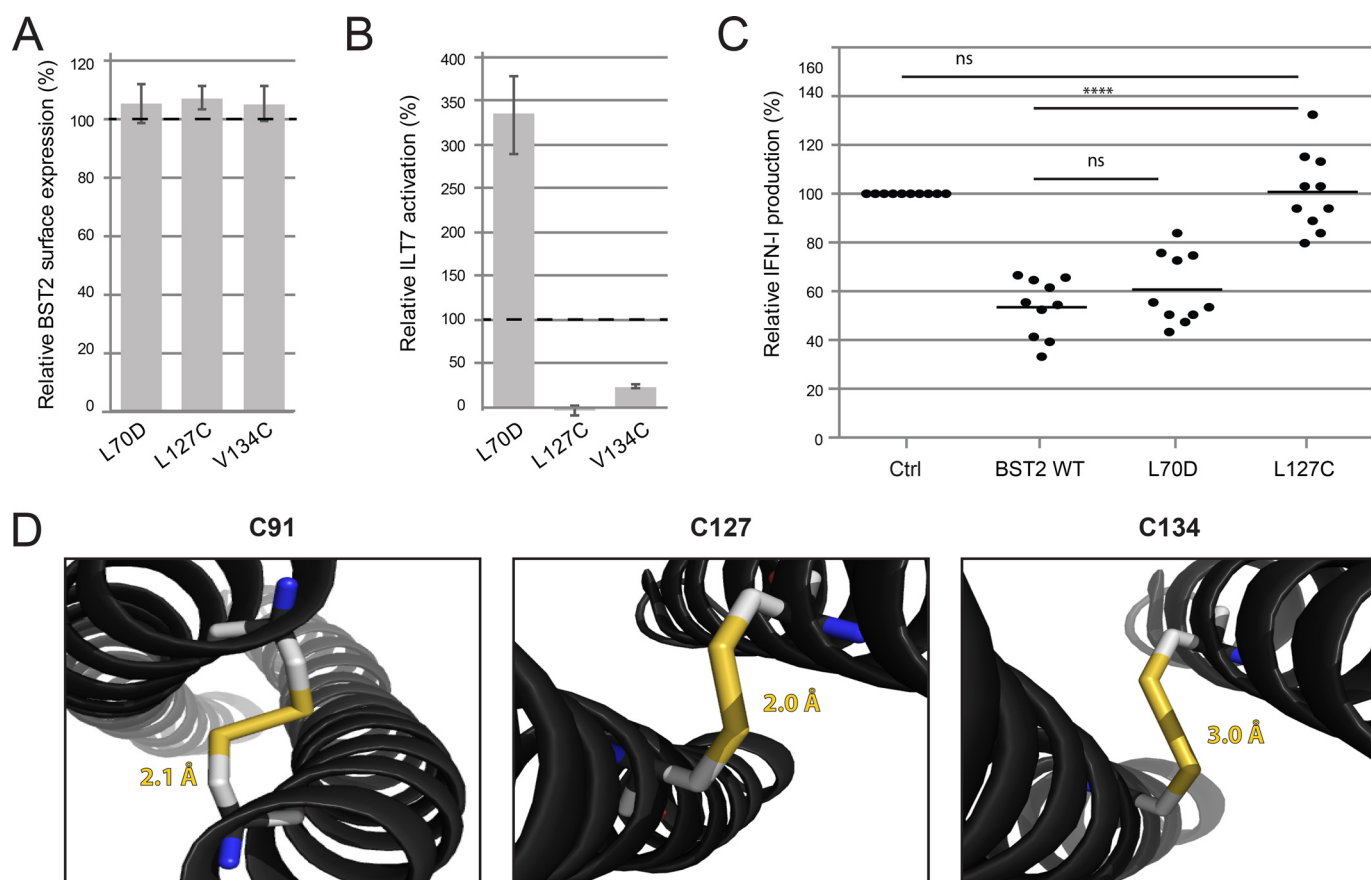 A
Relative BST2 surface expression (%)
120
100
80
60
40
20
0
L70D
L127C
V134C
B
Relative ILT7 activation (%)
400
350
300
250
200
150
100
50
0
L70D
L127C
V134C
C
Relative IFN-I production (%)
160
140
120
100
80
60
40
20
0
ns
****
ns
Ctrl
BST2 WT
L70D
L127C
D
C91
C127
C134
2.1 Å
2.0 Å
3.0 Å